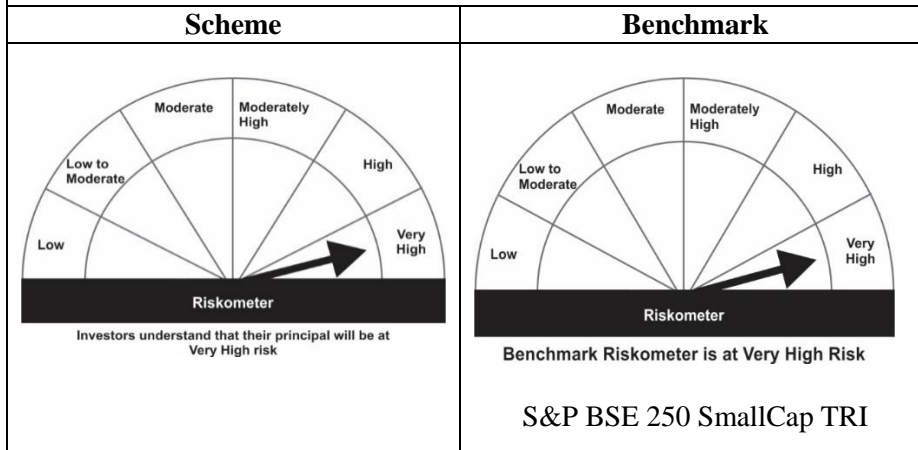 Scheme
Benchmark
Moderate
Moderately
High
Low to
Moderate
High
Low
Very
High
Riskometer
Investors understand that their principal will be at
Very High risk
Moderate
Moderately
High
Low to
Moderate
High
Low
Very
High
Riskometer
Benchmark Riskometer is at Very High Risk
S&P BSE 250 SmallCap TRI